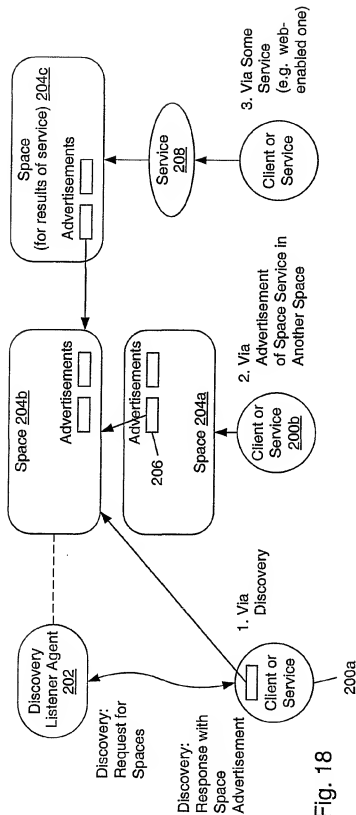 Discovery
Listener Agent
202
Discovery:
Request for
Spaces
Discovery:
Response with
Space
Advertisement
1. Via
Discovery
Client or
Service
200a
Space 204b
Advertisements
Advertisements
206
Space 204a
Client or
Service
200b
2. Via
Advertisement
of Space Service in
Another Space
Space
(for results of service) 204c
Advertisements
Service
208
Client or
Service
3. Via Some
Service
(e.g. web-
enabled one)
Fig. 18